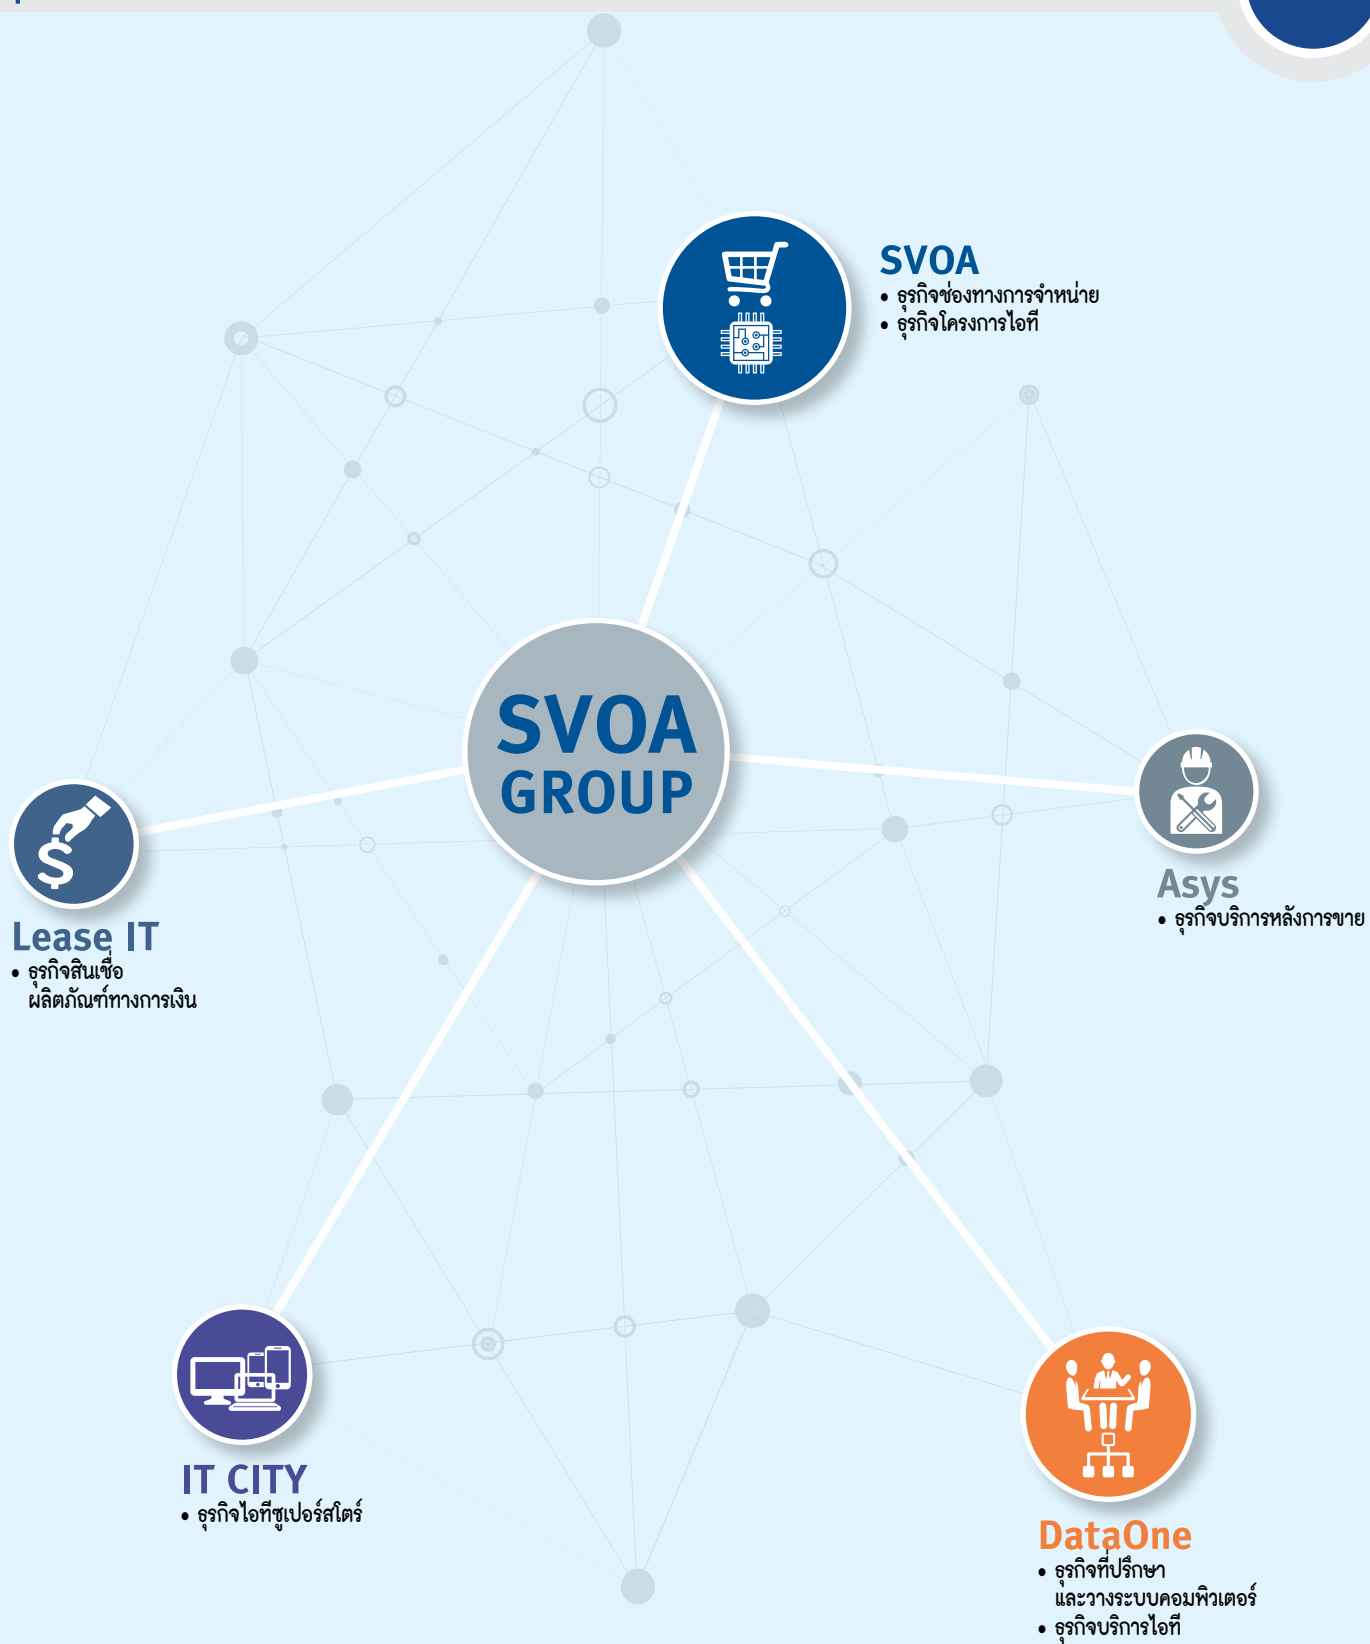 SVOA
• ธุรกิจช่องทางการจำหน่าย
• ธุรกิจโครงการไอที
SVOA
GROUP
Asys
• ธุรกิจบริการหลังการขาย
Lease IT
• ธุรกิจสินเชื่อ
ผลิตภัณฑ์ทางการเงิน
IT CITY
• ธุรกิจไอทีซูเปอร์สโตร์
DataOne
• ธุรกิจที่ปรึกษา
และวางระบบคอมพิวเตอร์
• ธุรกิจบริการไอที